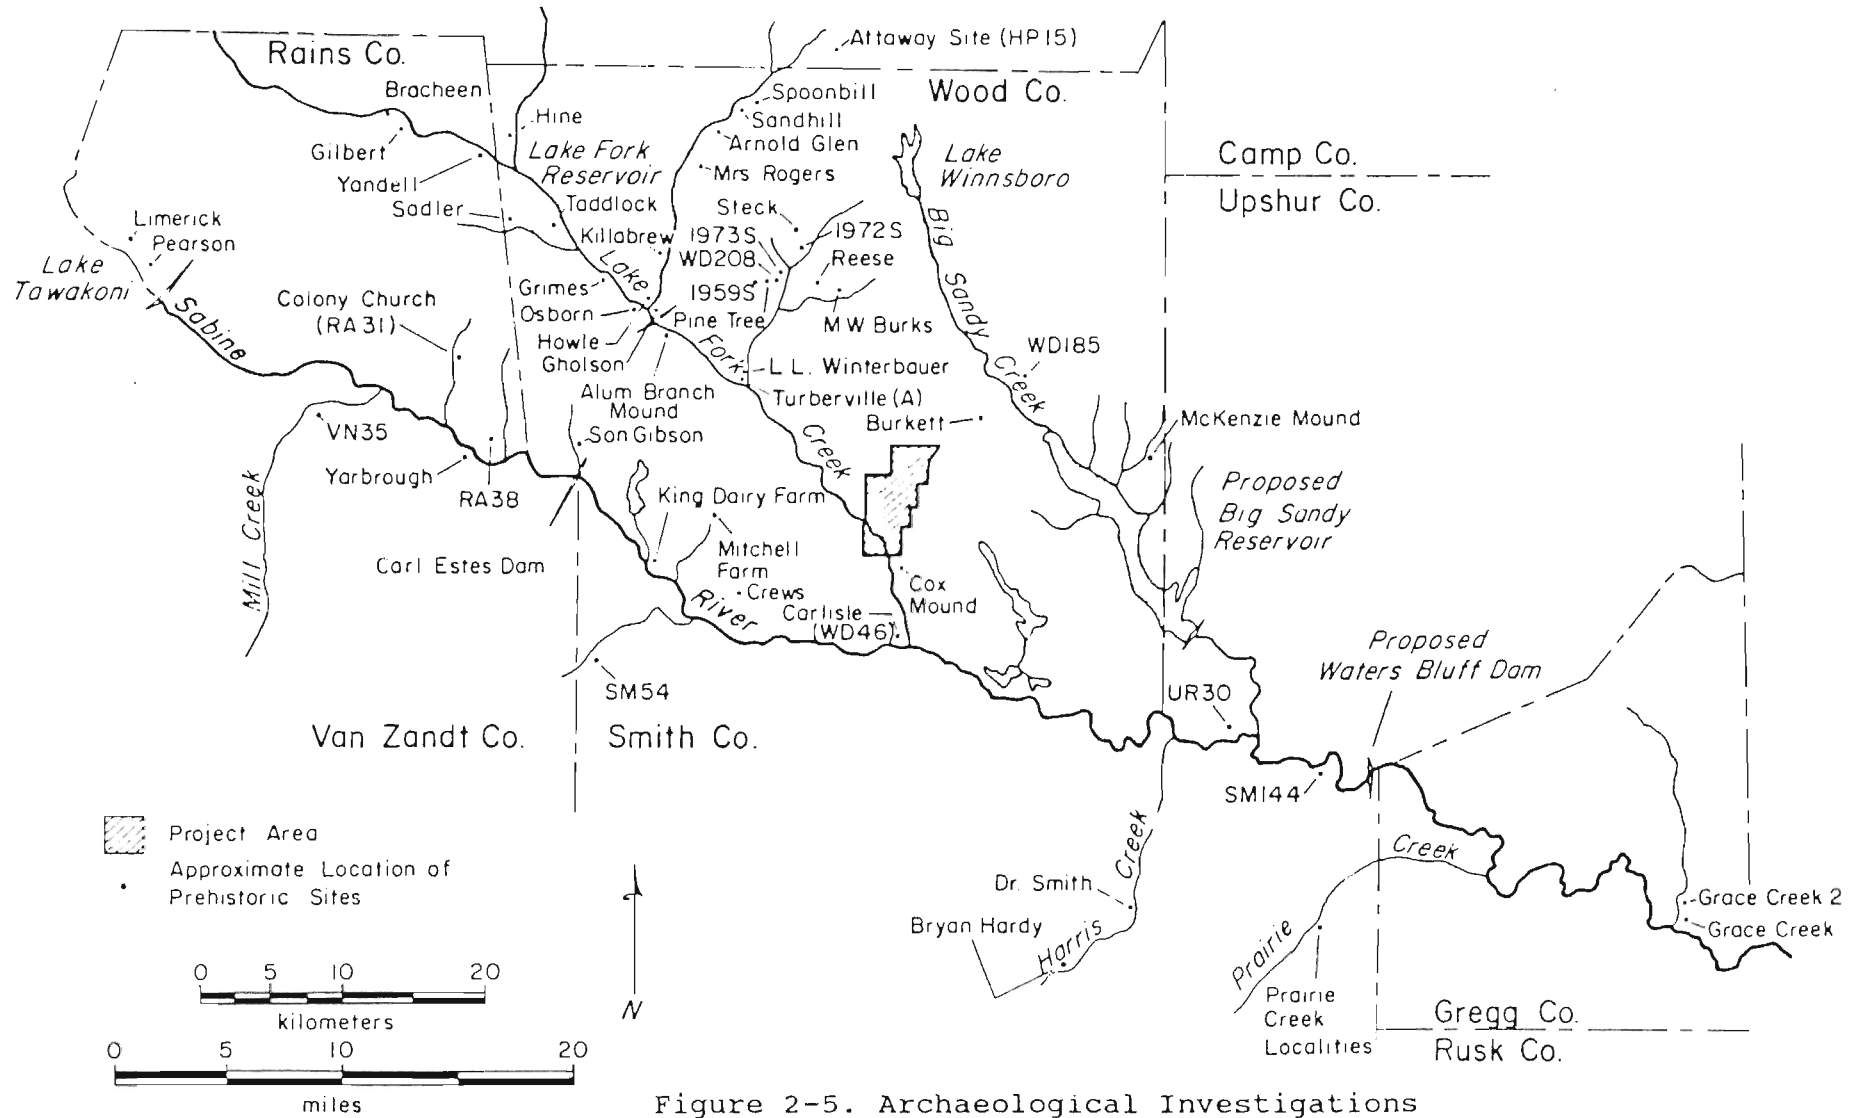 Rains Co.
Attaway Site (HP15)
Bracheen
Spoonbill
Wood Co.
Hine
Sandhill
Gilbert
Lake Fork
Reservoir
Arnold Glen
Lake
Winnsboro
Camp Co.
Yandell
Mrs Rogers
Upshur Co.
Sadler
Taddlock
Steck
Limerick
Pearson
Killabrew
1973S
1972S
Big Sandy Creek
WD208
Reese
Lake
Tawakoni
Sabine
Colony Church
(RA31)
Grimes
Lake
1959S
Osborn
Pine Tree
M W Burks
Howle
Gholson
Fork
L L. Winterbauer
WD185
Alum Branch
Mound
Turberville (A)
Burkett
McKenzie Mound
VN35
Son Gibson
Creek
Yarbrough
RA38
King Dairy Farm
Proposed
Big Sandy
Reservoir
Mill Creek
Carl Estes Dam
Mitchell
Farm
Crews
River
Cox
Mound
Carlisle
(WD46)
Proposed
Waters Bluff Dam
SM54
UR30
Van Zandt Co.
Smith Co.
SM144
Project Area
Creek
Creek
Approximate Location of
Prehistoric Sites
Dr. Smith
Grace Creek 2
Bryan Hardy
Harris
Grace Creek
Prairie
0 5 10 20
kilometers
N
Prairie
Creek
Localities
Gregg Co.
Rusk Co.
0 5 10 20
miles
Figure 2-5. Archaeological Investigations